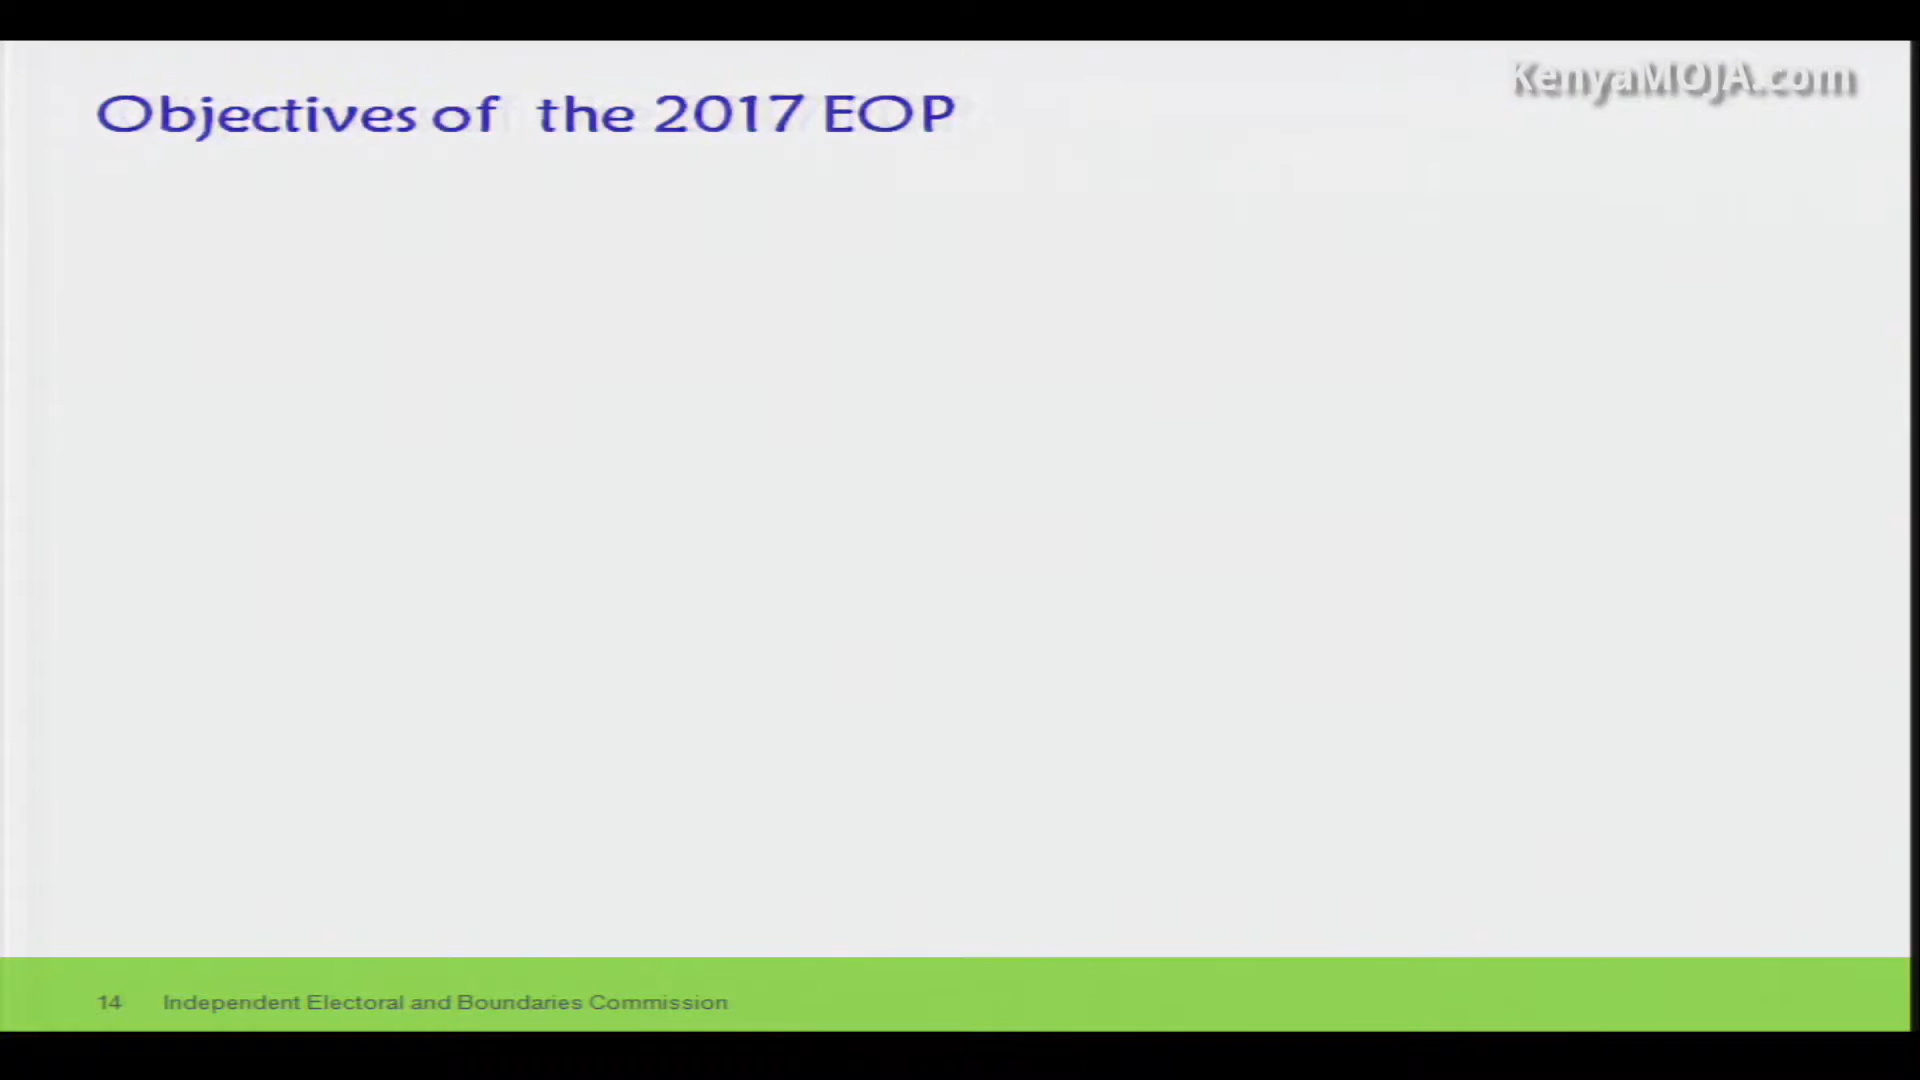 KenyaMOJA.com
Objectives of the 2017 EOP
14 Independent Electoral and Boundaries Commission